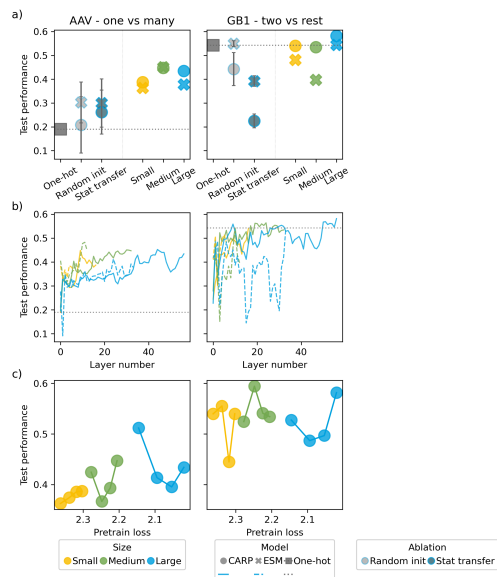 a)
AAV - one vs many
GB1 - two vs rest
Test performance
0.6
0.5
0.4
0.3
0.2
0.1
One-hot
Random init
Stat transfer
Small
Medium
Large
One-hot
Random init
Stat transfer
Small
Medium
Large
b)
Test performance
0.6
0.5
0.4
0.3
0.2
0.1
0 20 40
0 20 40
Layer number
Layer number
c)
Test performance
0.6
0.5
0.4
2.3 2.2 2.1
2.3 2.2 2.1
Pretrain loss
Pretrain loss
Size
Small Medium Large
Model
CARP ESM One-hot
Ablation
Random init Stat transfer